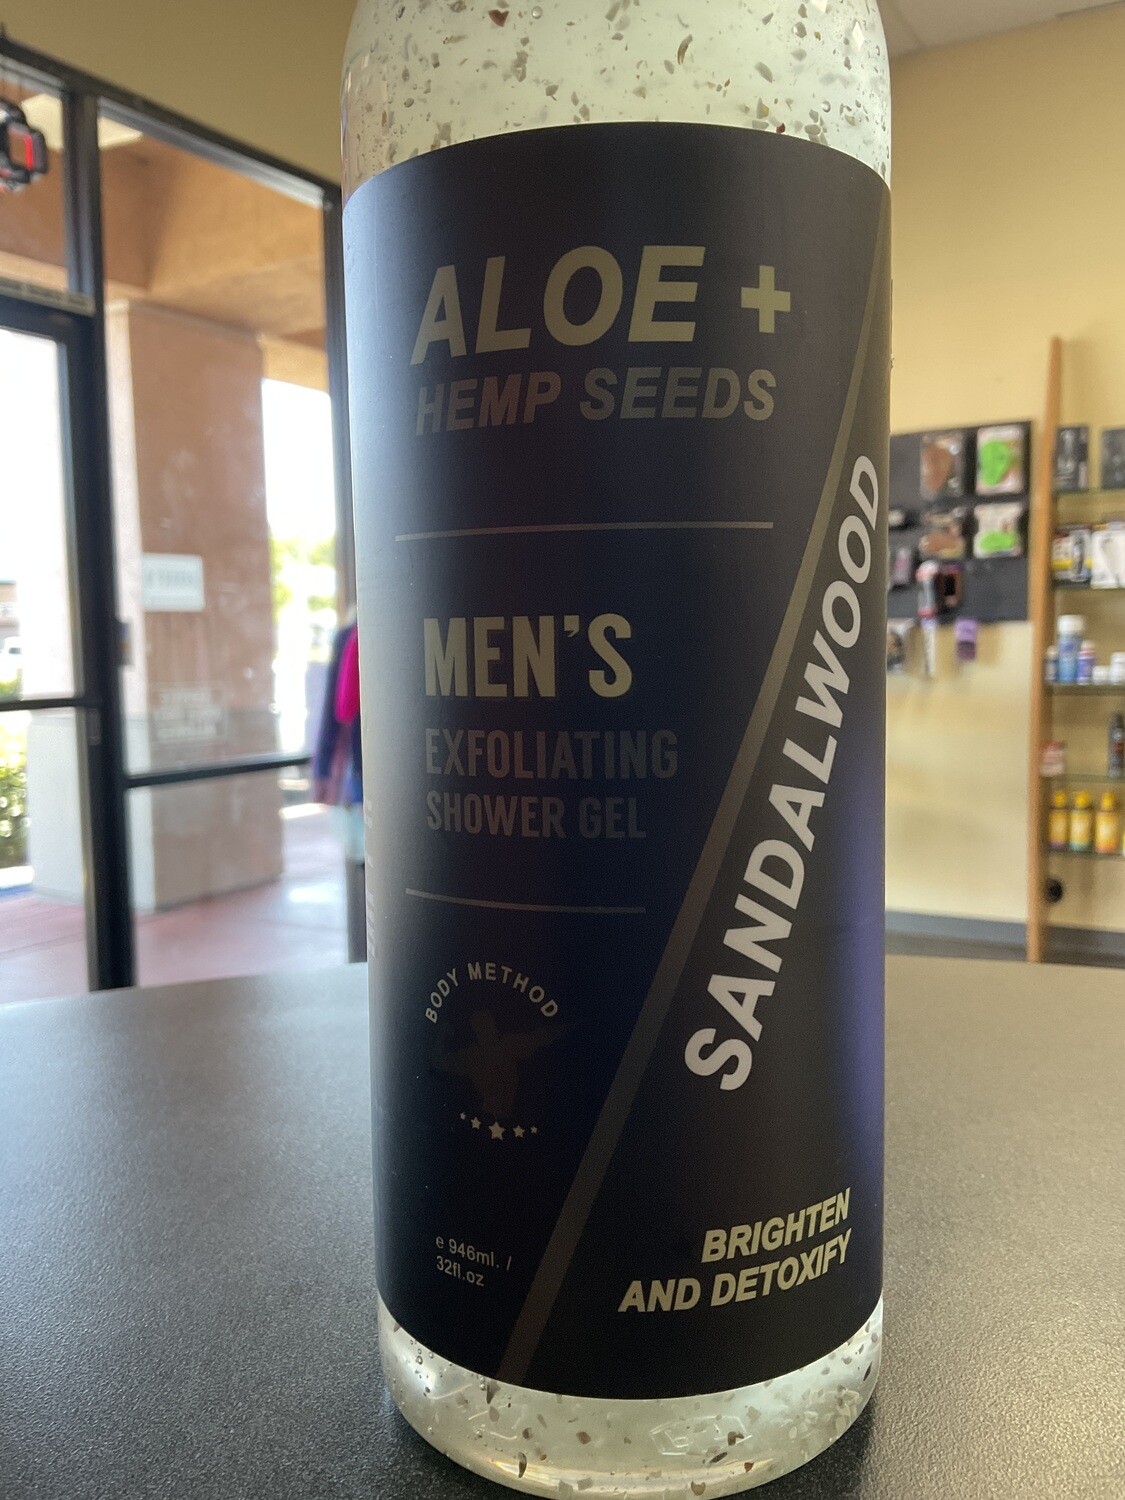 ALOE +
HEMP SEEDS
MEN'S
EXFOLIATING
SHOWER GEL
SANDALWOOD
BODY METHOD
e 946ml. /
32fl.oz
BRIGHTEN
AND DETOXIFY